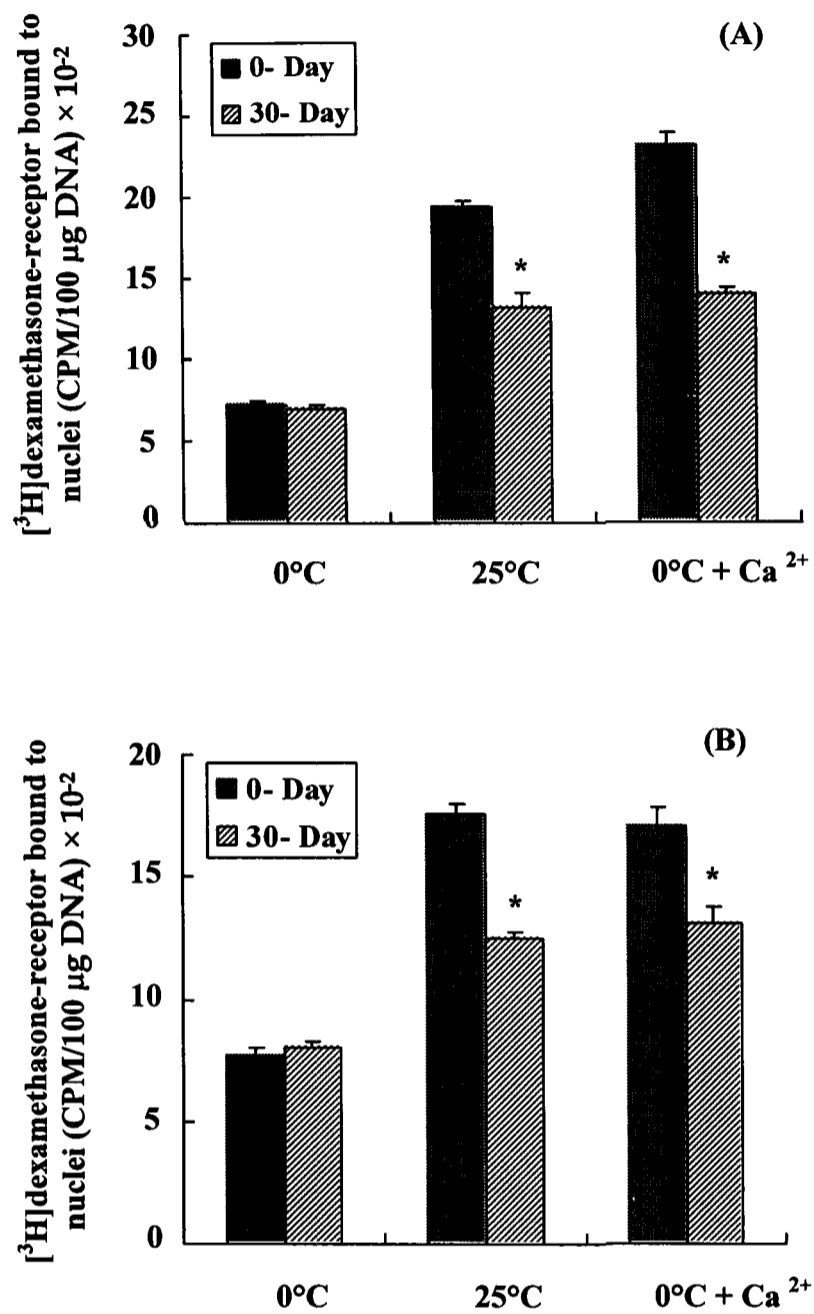 (A)
[³H]dexamethasone-receptor bound to
nuclei (CPM/100 µg DNA) × 10⁻²
30
25
20
15
10
5
0
0- Day
30- Day
*
*
0°C
25°C
0°C + Ca ²⁺
(B)
[³H]dexamethasone-receptor bound to
nuclei (CPM/100 µg DNA) × 10⁻²
20
15
10
5
0
0- Day
30- Day
*
*
0°C
25°C
0°C + Ca ²⁺